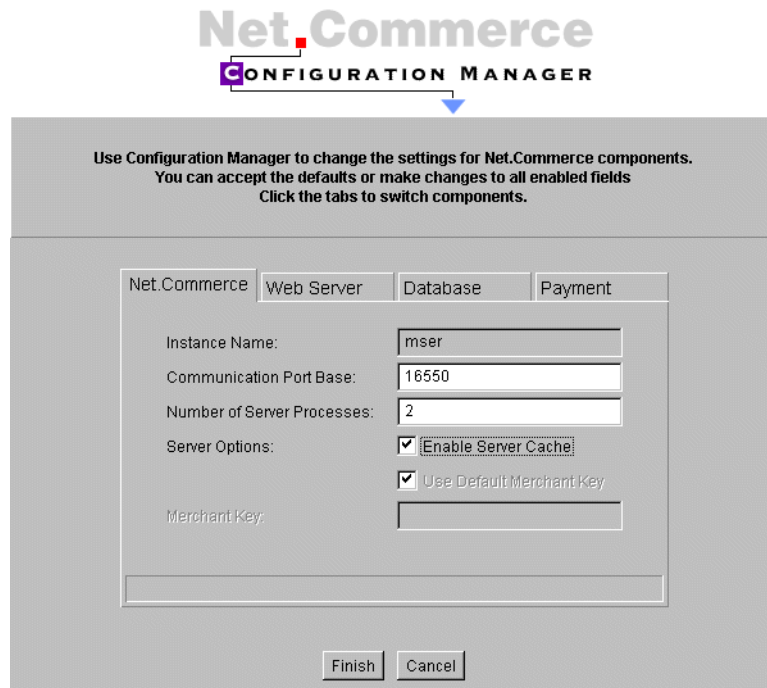 Net.Commerce
CONFIGURATION MANAGER
Use Configuration Manager to change the settings for Net.Commerce components.
You can accept the defaults or make changes to all enabled fields
Click the tabs to switch components.
Net.Commerce Web Server Database Payment
Instance Name: mser
Communication Port Base: 16550
Number of Server Processes: 2
Server Options: Enable Server Cache
Use Default Merchant Key
Merchant Key:
Finish Cancel